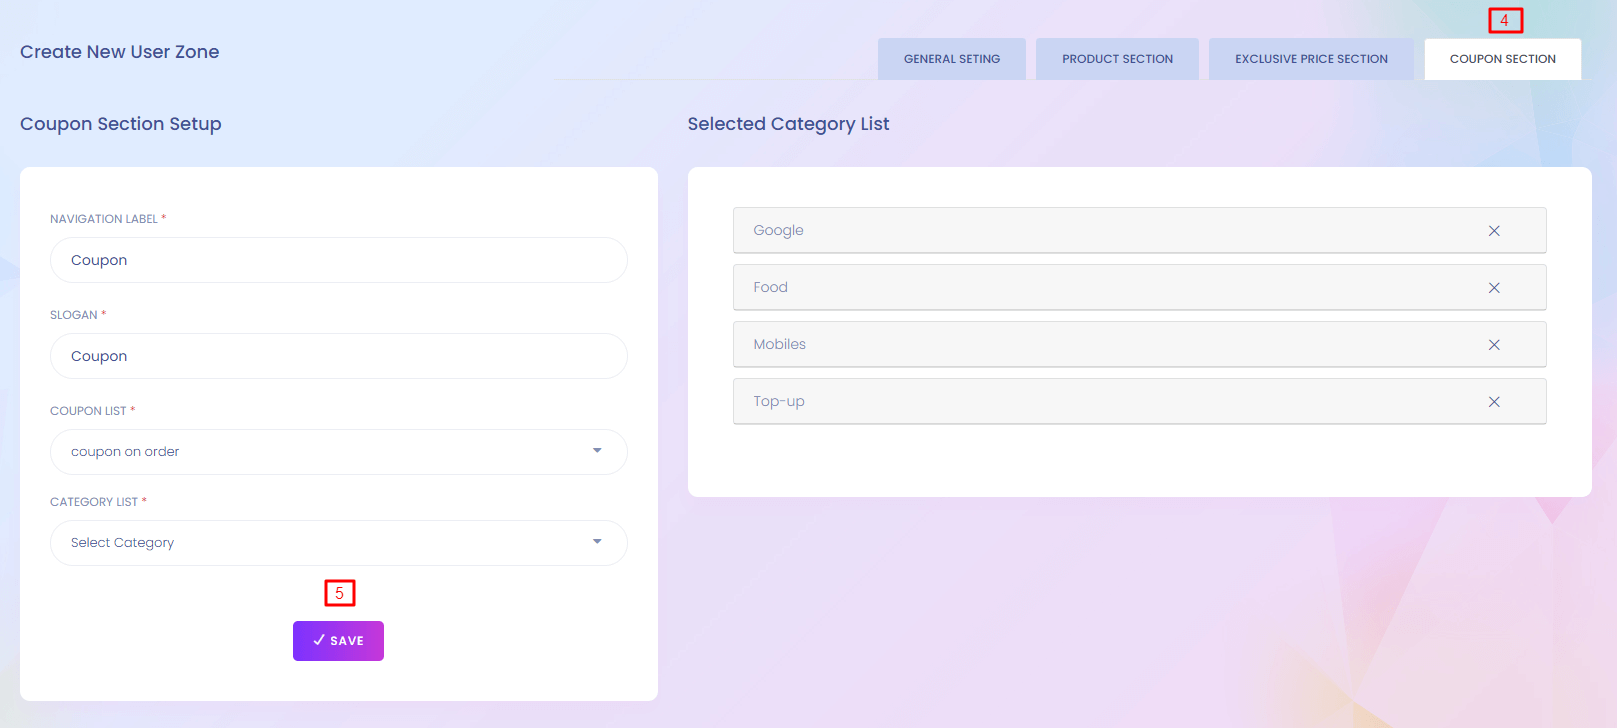 4
Create New User Zone
GENERAL SETING
PRODUCT SECTION
EXCLUSIVE PRICE SECTION
COUPON SECTION
Coupon Section Setup
NAVIGATION LABEL *
Coupon
SLOGAN *
Coupon
COUPON LIST *
coupon on order
CATEGORY LIST *
Select Category
5
SAVE
Selected Category List
Google
Food
Mobiles
Top-up